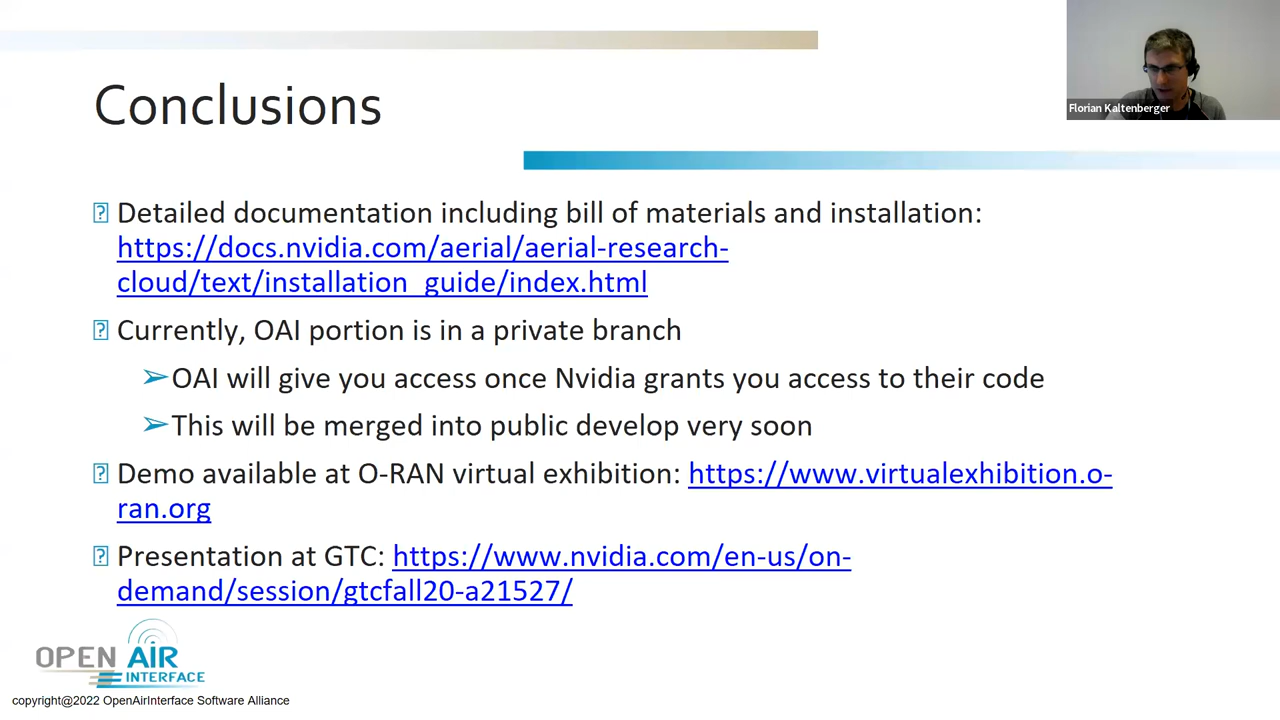 Florian Kaltenberger
Conclusions
Detailed documentation including bill of materials and installation:
https://docs.nvidia.com/aerial/aerial-research-
cloud/text/installation_guide/index.html
Currently, OAI portion is in a private branch
➢OAI will give you access once Nvidia grants you access to their code
➢This will be merged into public develop very soon
Demo available at O-RAN virtual exhibition: https://www.virtualexhibition.o-
ran.org
Presentation at GTC: https://www.nvidia.com/en-us/on-
demand/session/gtcfall20-a21527/
OPEN AIR
INTERFACE
copyright@2022 OpenAirInterface Software Alliance